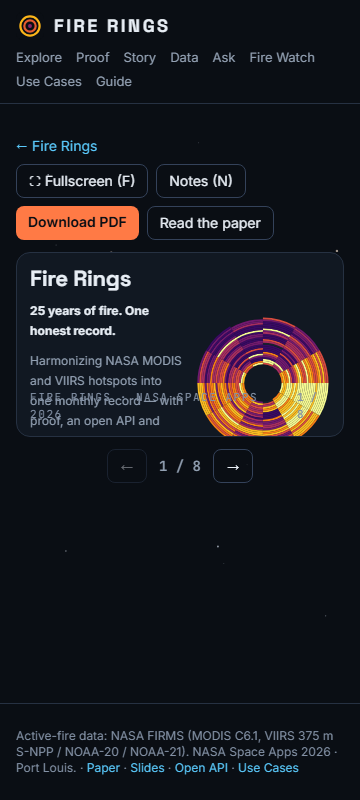 FIRE RINGS
Explore Proof Story Data Ask Fire Watch
Use Cases Guide
← Fire Rings
Fullscreen (F) Notes (N)
Download PDF Read the paper
Fire Rings
25 years of fire. One
honest record.
Harmonizing NASA MODIS
and VIIRS hotspots into
one monthly record — with
proof, an open API and
FIRE RINGS · NASA SPACE APPS 1
2026 8
← 1 / 8 →
Active-fire data: NASA FIRMS (MODIS C6.1, VIIRS 375 m
S-NPP / NOAA-20 / NOAA-21). NASA Space Apps 2026 ·
Port Louis. · Paper · Slides · Open API · Use Cases